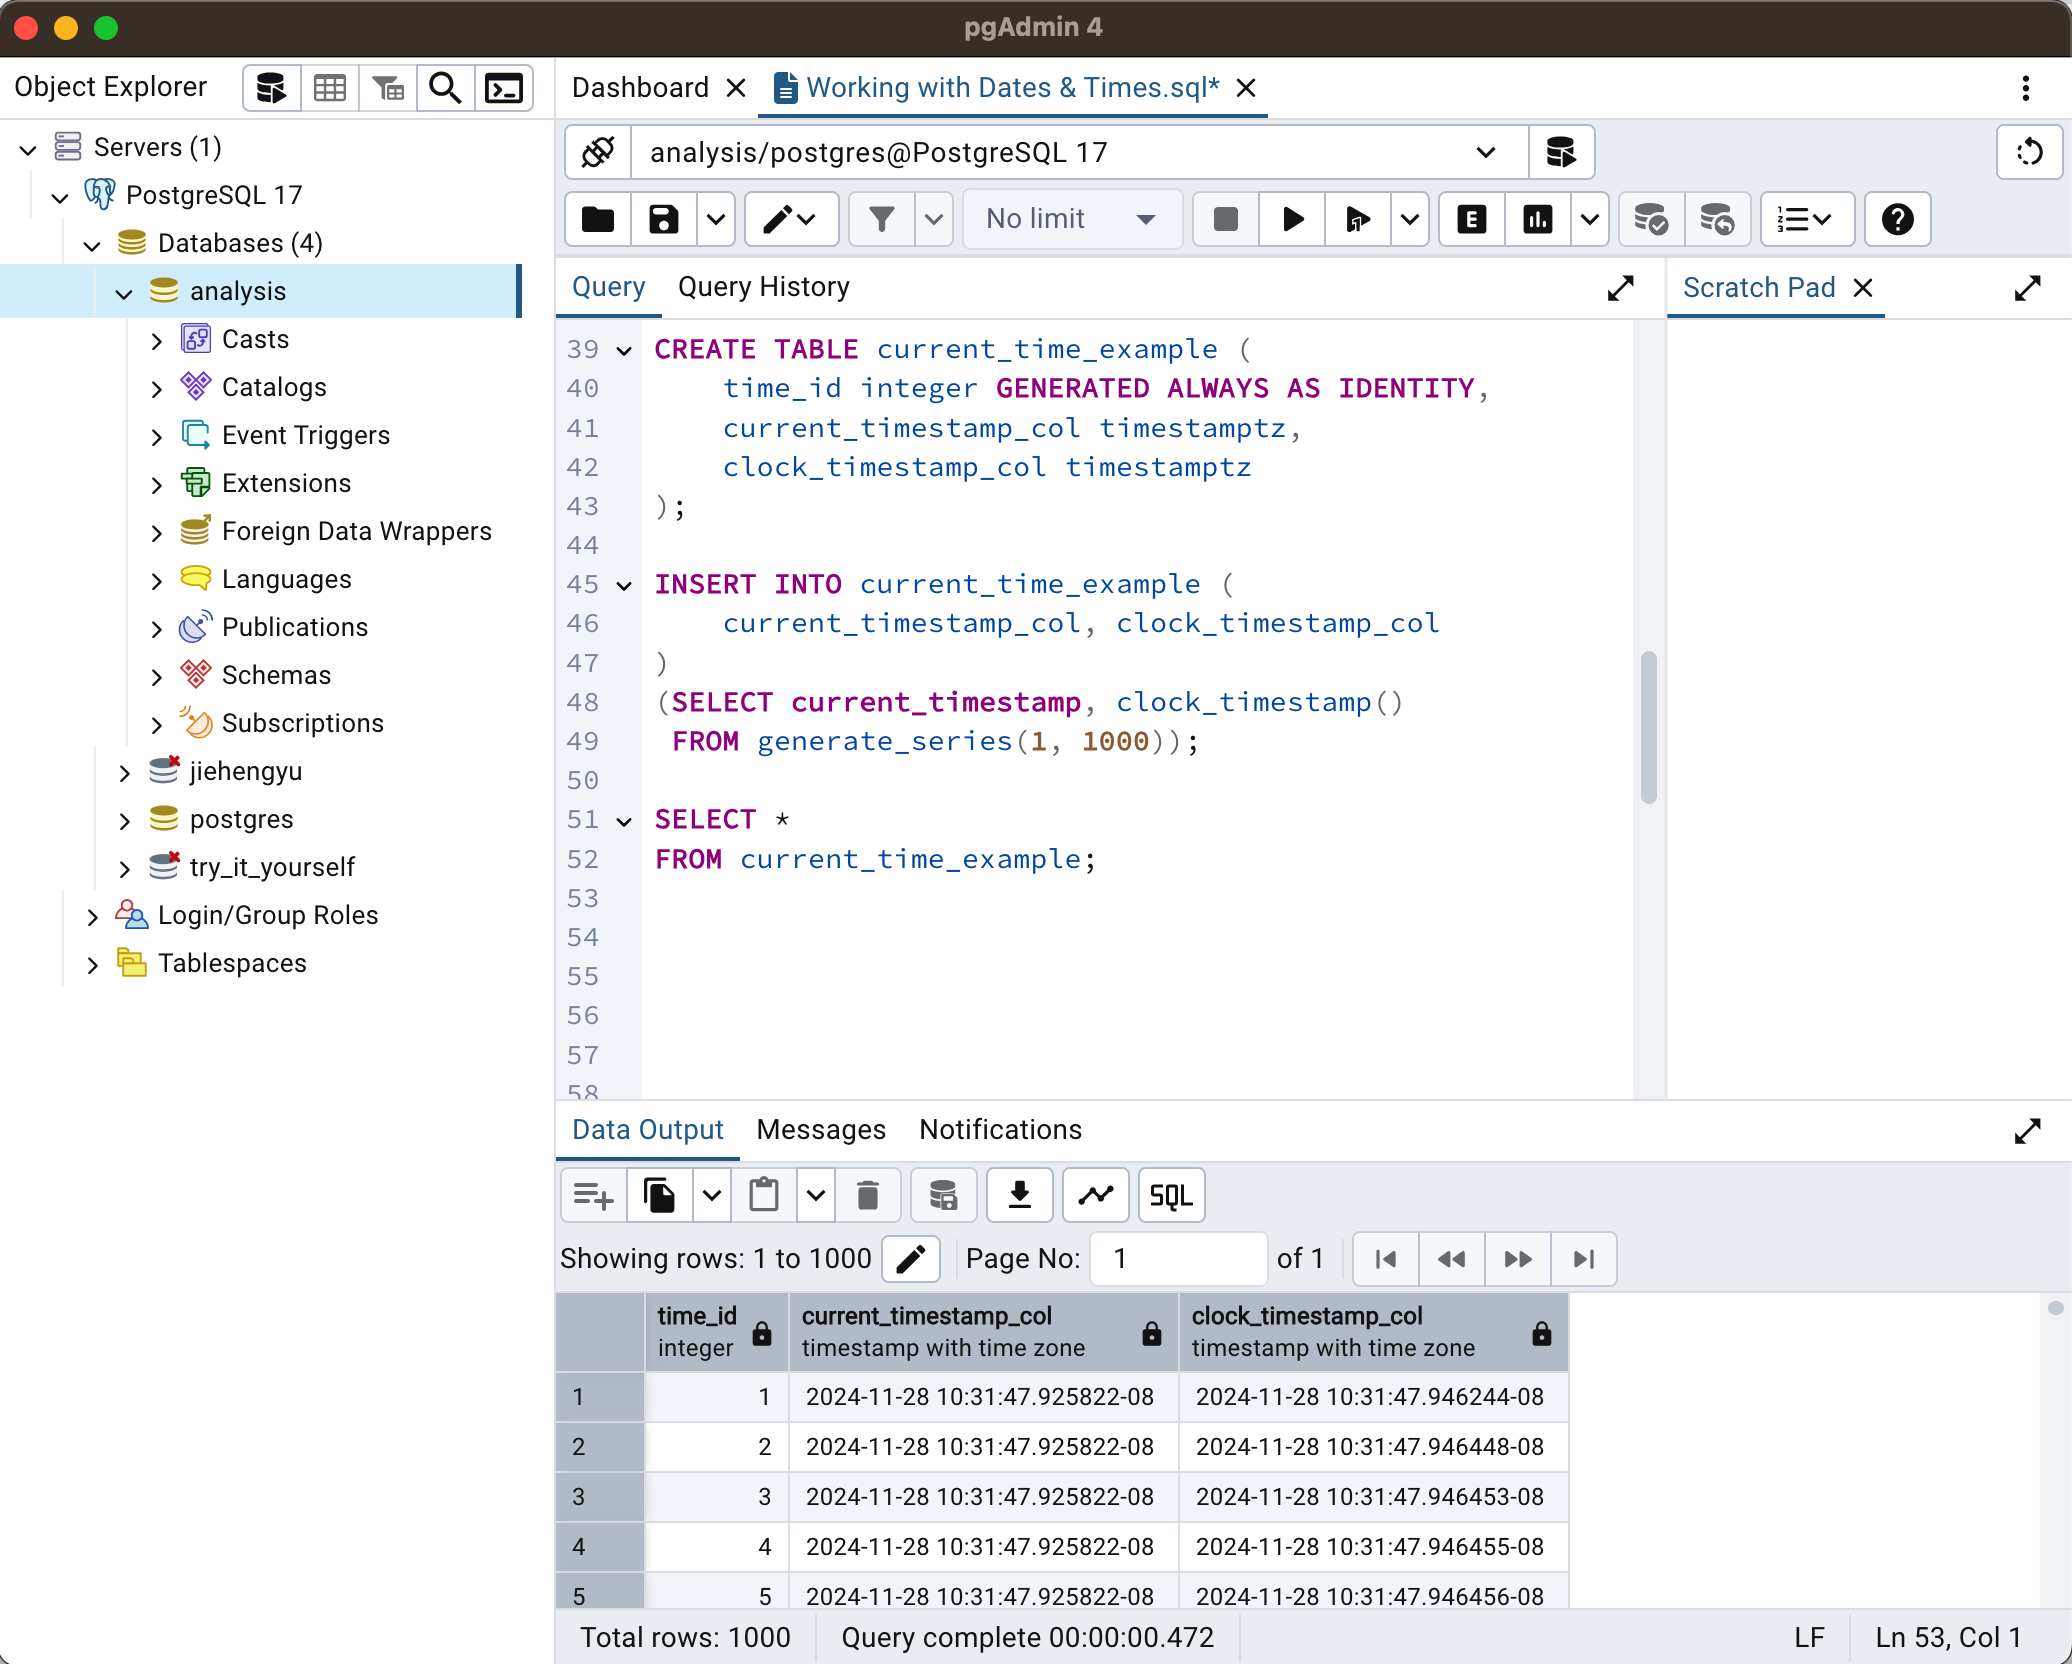 pgAdmin 4
Object Explorer
Servers (1)
PostgreSQL 17
Databases (4)
analysis
Casts
Catalogs
Event Triggers
Extensions
Foreign Data Wrappers
Languages
Publications
Schemas
Subscriptions
jiehengyu
postgres
try_it_yourself
Login/Group Roles
Tablespaces
Dashboard
Working with Dates & Times.sql*
analysis/postgres@PostgreSQL 17
No limit
E
Query
Query History
Scratch Pad
39 CREATE TABLE current_time_example (
40 time_id integer GENERATED ALWAYS AS IDENTITY,
41 current_timestamp_col timestamptz,
42 clock_timestamp_col timestamptz
43 );
44
45 INSERT INTO current_time_example (
46 current_timestamp_col, clock_timestamp_col
47 )
48 (SELECT current_timestamp, clock_timestamp()
49 FROM generate_series(1, 1000));
50
51 SELECT *
52 FROM current_time_example;
53
54
55
56
57
58
Data Output
Messages
Notifications
SQL
Showing rows: 1 to 1000
Page No: 1 of 1
time_id integer
current_timestamp_col timestamp with time zone
clock_timestamp_col timestamp with time zone
1 1 2024-11-28 10:31:47.925822-08 2024-11-28 10:31:47.946244-08
2 2 2024-11-28 10:31:47.925822-08 2024-11-28 10:31:47.946448-08
3 3 2024-11-28 10:31:47.925822-08 2024-11-28 10:31:47.946453-08
4 4 2024-11-28 10:31:47.925822-08 2024-11-28 10:31:47.946455-08
5 5 2024-11-28 10:31:47.925822-08 2024-11-28 10:31:47.946456-08
Total rows: 1000
Query complete 00:00:00.472
LF
Ln 53, Col 1